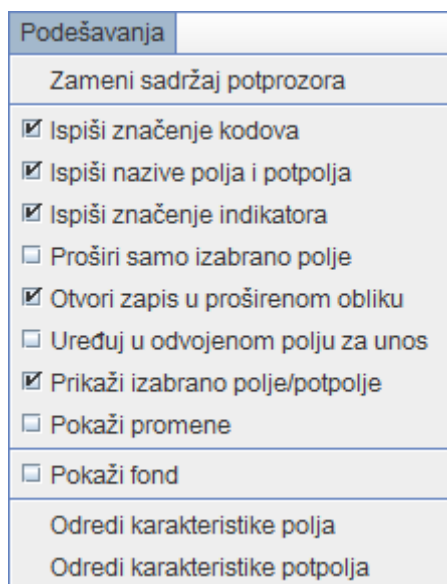 Podešavanja
Zameni sadržaj potprozora
Ispiši značenje kodova
Ispiši nazive polja i potpolja
Ispiši značenje indikatora
Proširi samo izabrano polje
Otvori zapis u proširenom obliku
Uređuj u odvojenom polju za unos
Prikaži izabrano polje/potpolje
Pokaži promene
Pokaži fond
Odredi karakteristike polja
Odredi karakteristike potpolja